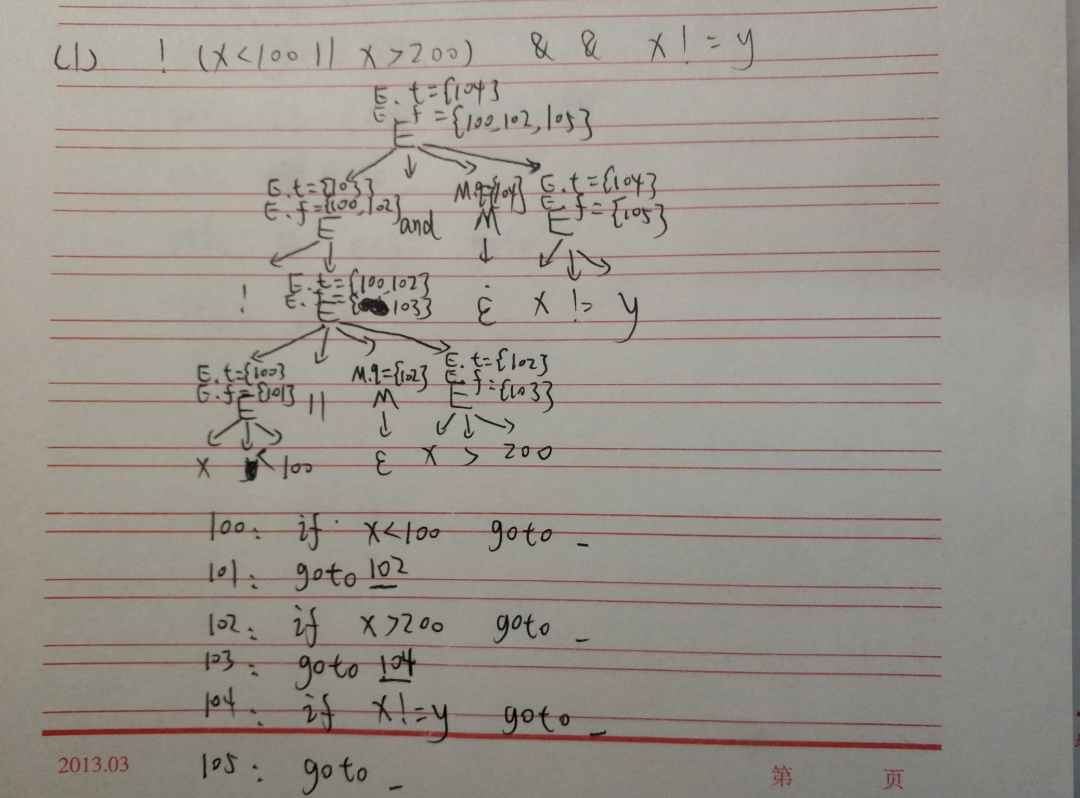 (1) ! (x<100 || x>200) && x!=y
E.t={104}
E.f={100,102,105}
E
E.t={103} M.q={104} E.t={104}
E.f={100,102} E.f={105}
E and M E
E.t={100,102}
! E.f={103} ε x != y
E
E.t={100} M.q={102} E.t={102}
E.f={101} E.f={103}
E || M E
x < 100 ε x > 200
100: if x<100 goto _
101: goto 102
102: if x>200 goto _
103: goto 104
104: if x!=y goto _
105: goto _
2013.03 第 页